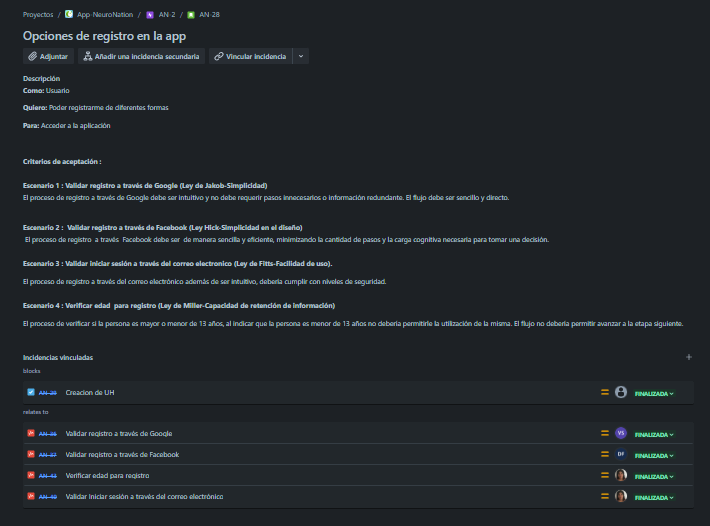 Proyectos / App-NeuroNation / AN-2 / AN-28
Opciones de registro en la app
Adjuntar Añadir una incidencia secundaria Vincular incidencia
Descripción
Como: Usuario
Quiero: Poder registrarme de diferentes formas
Para: Acceder a la aplicación
Criterios de aceptación :
Escenario 1 : Validar registro a través de Google (Ley de Jakob-Simplicidad)
El proceso de registro a través de Google debe ser intuitivo y no debe requerir pasos innecesarios o información redundante. El flujo debe ser sencillo y directo.
Escenario 2 : Validar registro a través de Facebook (Ley Hick-Simplicidad en el diseño)
El proceso de registro a través Facebook debe ser de manera sencilla y eficiente, minimizando la cantidad de pasos y la carga cognitiva necesaria para tomar una decisión.
Escenario 3 : Validar iniciar sesión a través del correo electronico (Ley de Fitts-Facilidad de uso).
El proceso de registro a través del correo electrónico además de ser intuitivo, debería cumplir con niveles de seguridad.
Escenario 4 : Verificar edad para registro (Ley de Miller-Capacidad de retención de información)
El proceso de verificar si la persona es mayor o menor de 13 años, al indicar que la persona es menor de 13 años no debería permitirle la utilización de la misma. El flujo no debería permitir avanzar a la etapa siguiente.
Incidencias vinculadas
blocks
Creacion de UH FINALIZADA
relates to
Validar registro a través de Google VS FINALIZADA
Validar registro a través de Facebook DF FINALIZADA
Verificar edad para registro FINALIZADA
Validar iniciar sesión a través del correo electrónico FINALIZADA